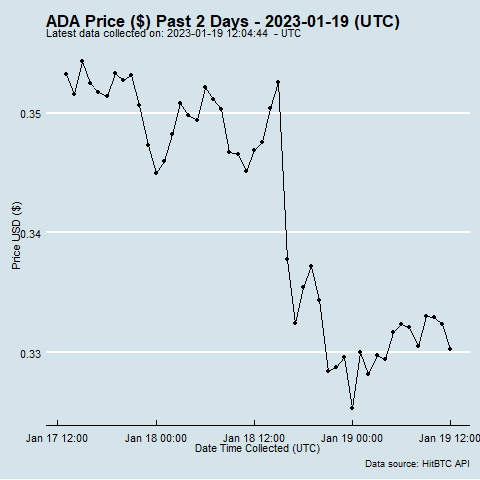 ADA Price ($) Past 2 Days - 2023-01-19 (UTC)
Latest data collected on: 2023-01-19 12:04:44  - UTC
0.35
0.34
0.33
Price USD ($)
Jan 17 12:00 Jan 18 00:00 Jan 18 12:00 Jan 19 00:00 Jan 19 12:00
Date Time Collected (UTC)
Data source: HitBTC API